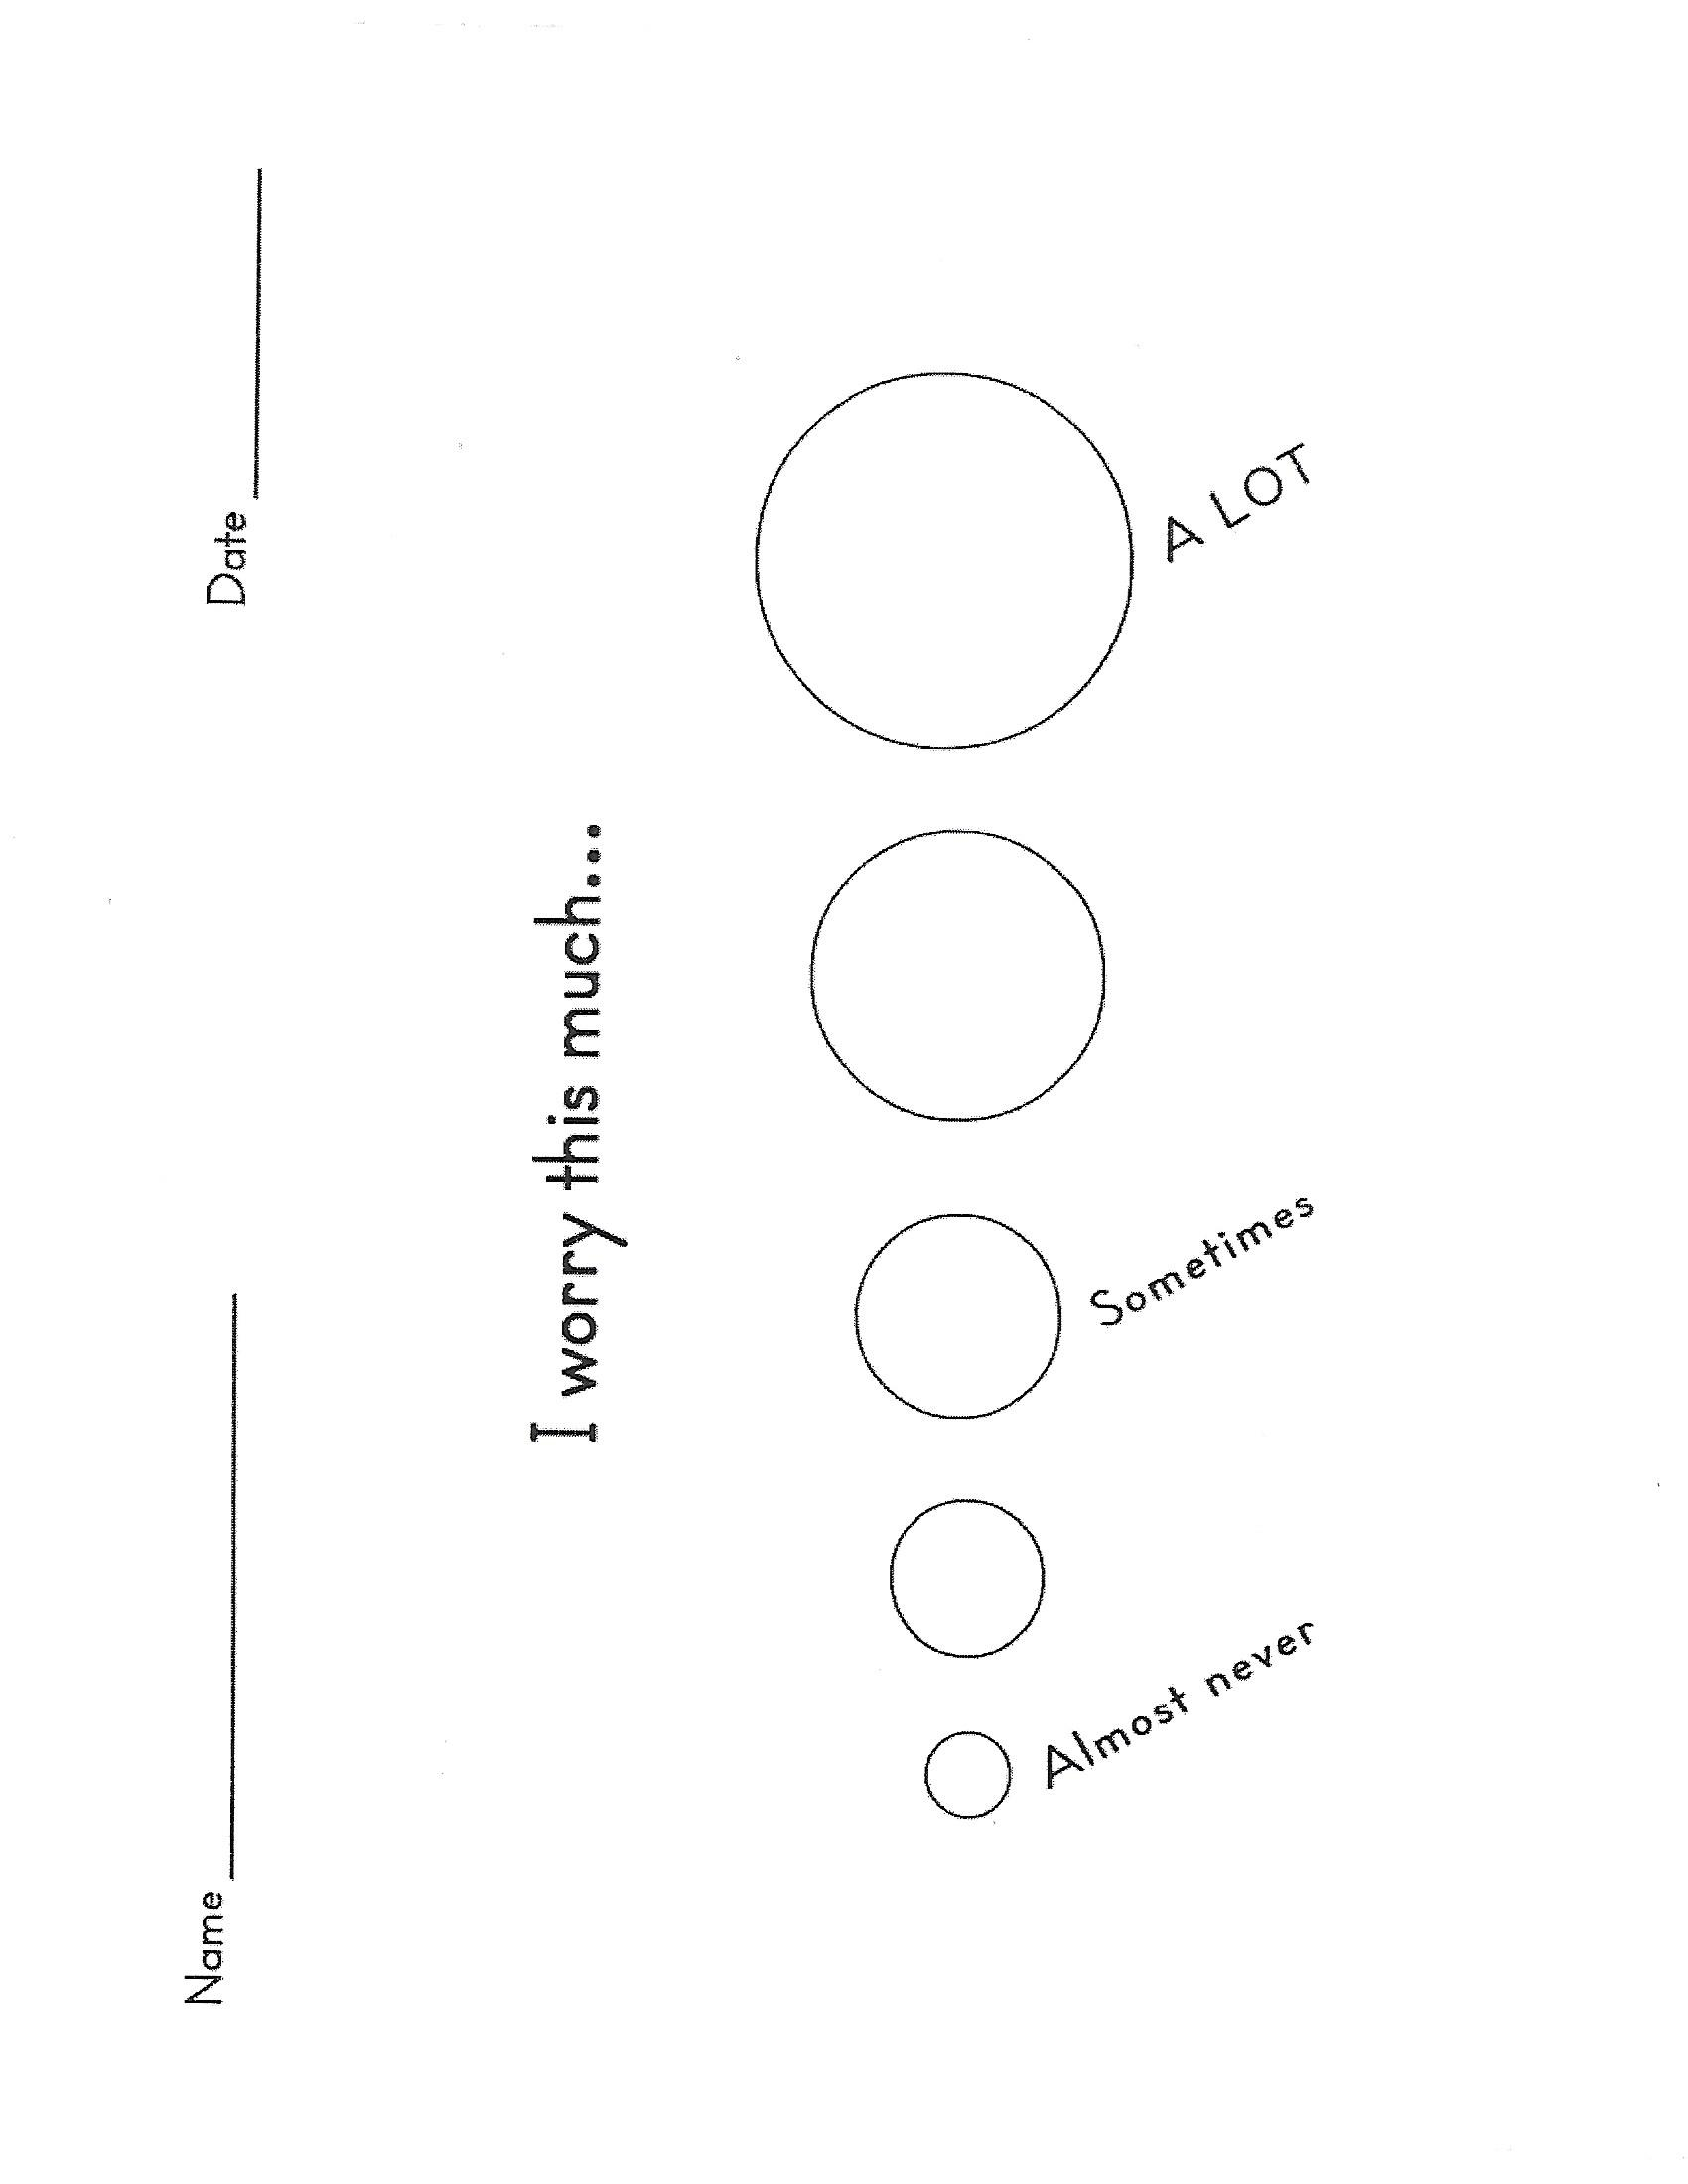 Name Date
I worry this much...
Almost never
Sometimes
A LOT